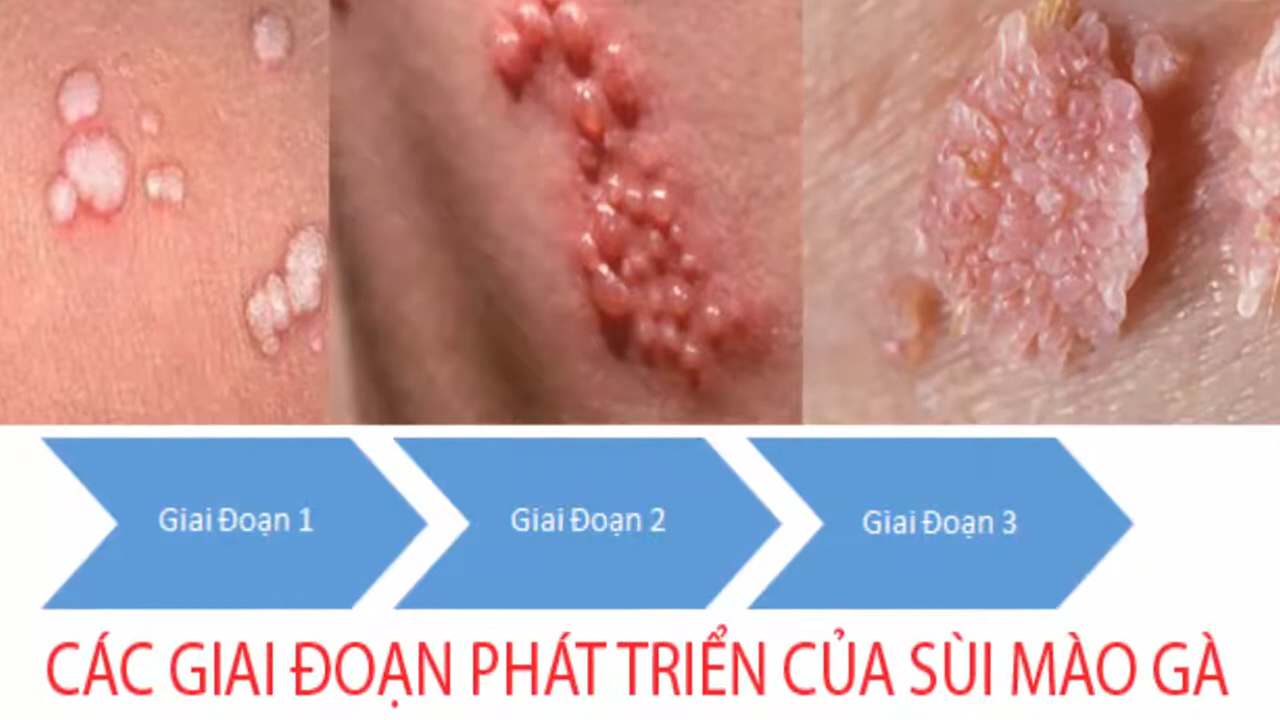 Giai Đoạn 1
Giai Đoạn 2
Giai Đoạn 3
CÁC GIAI ĐOẠN PHÁT TRIỂN CỦA SÙI MÀO GÀ